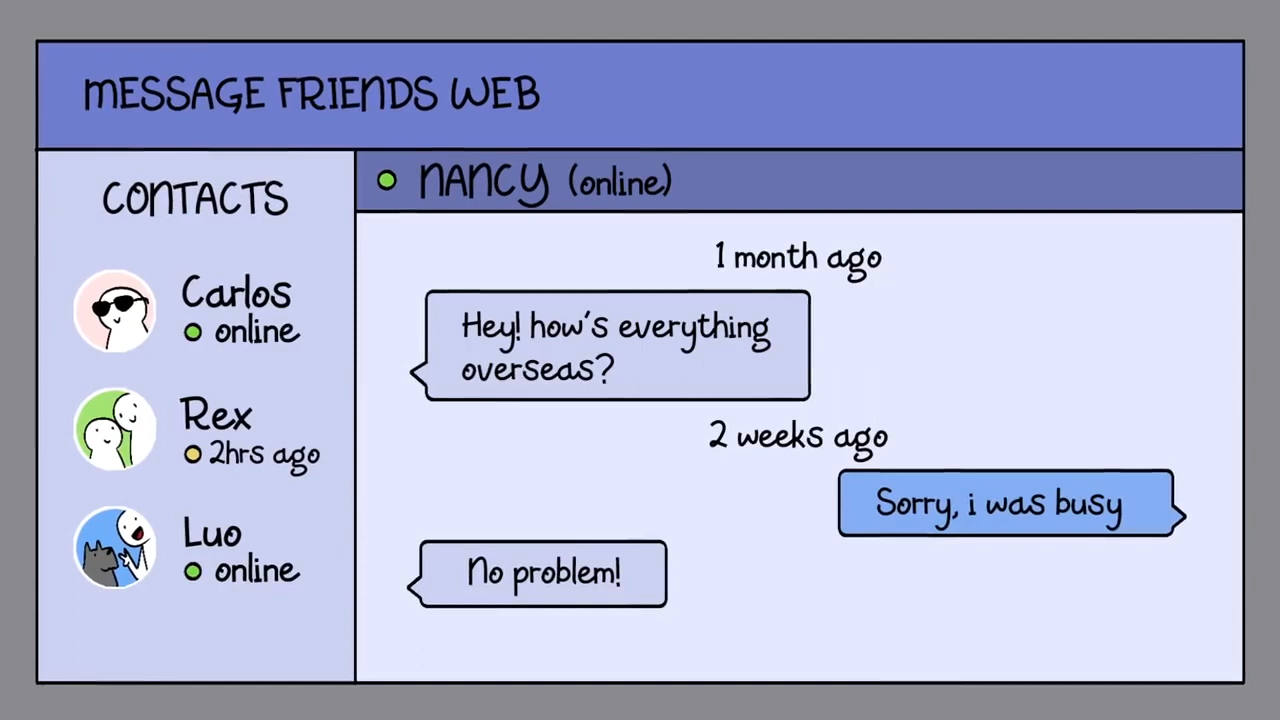 MESSAGE FRIENDS WEB
CONTACTS
Carlos
online
Rex
2hrs ago
Luo
online
NANCY (online)
1 month ago
Hey! how's everything
overseas?
2 weeks ago
Sorry, i was busy
No problem!